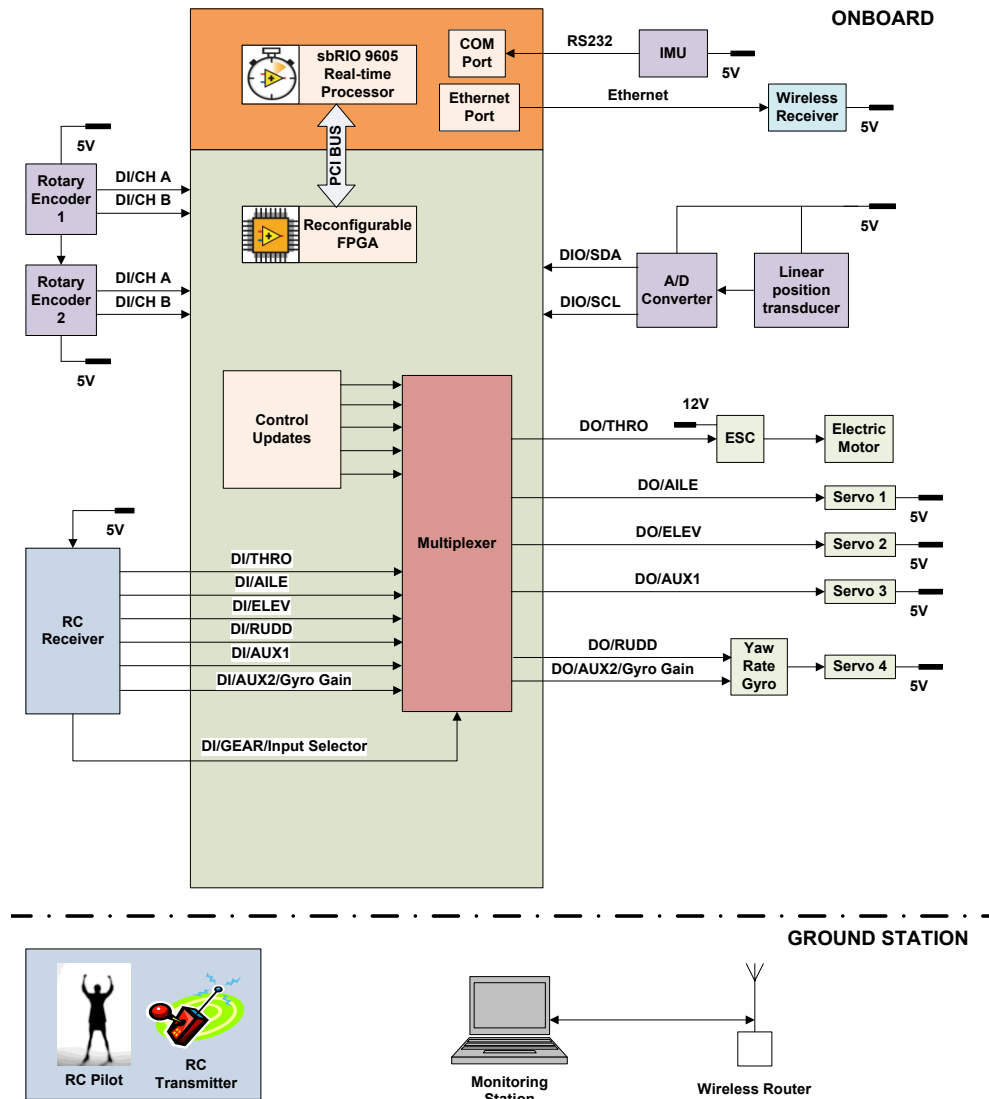 ONBOARD
sbRIO 9605
Real-time
Processor
COM
Port
RS232
IMU
5V
Ethernet
Port
Ethernet
Wireless
Receiver
5V
PCI BUS
5V
Rotary
Encoder
1
DI/CH A
DI/CH B
Reconfigurable
FPGA
5V
Rotary
Encoder
2
DI/CH A
DI/CH B
5V
DIO/SDA
DIO/SCL
A/D
Converter
Linear
position
transducer
Control
Updates
Multiplexer
12V
DO/THRO
ESC
Electric
Motor
DO/AILE
Servo 1
5V
DO/ELEV
Servo 2
5V
DO/AUX1
Servo 3
5V
DO/RUDD
DO/AUX2/Gyro Gain
Yaw
Rate
Gyro
Servo 4
5V
5V
RC
Receiver
DI/THRO
DI/AILE
DI/ELEV
DI/RUDD
DI/AUX1
DI/AUX2/Gyro Gain
DI/GEAR/Input Selector
GROUND STATION
RC Pilot
RC
Transmitter
Monitoring
Station
Wireless Router